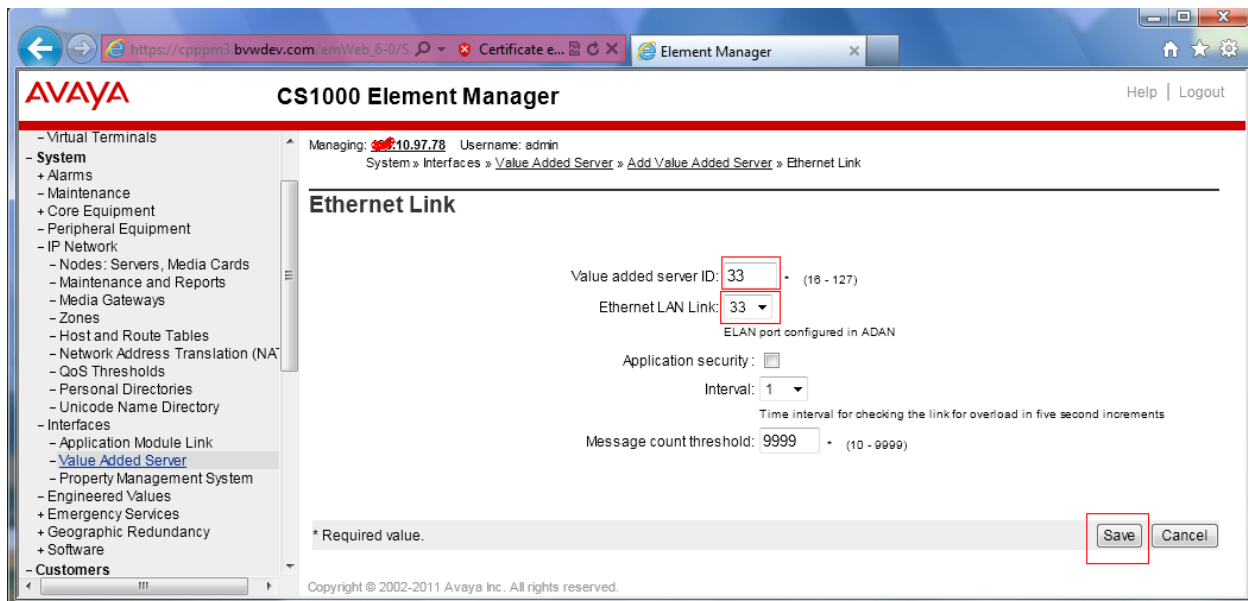 https://cpppm3.bvwdev.com/emWeb_6-0/S
Certificate e...
Element Manager
AVAYA
CS1000 Element Manager
Help | Logout
- Virtual Terminals
- System
+ Alarms
- Maintenance
+ Core Equipment
- Peripheral Equipment
- IP Network
- Nodes: Servers, Media Cards
- Maintenance and Reports
- Media Gateways
- Zones
- Host and Route Tables
- Network Address Translation (NAT
- QoS Thresholds
- Personal Directories
- Unicode Name Directory
- Interfaces
- Application Module Link
- Value Added Server
- Property Management System
- Engineered Values
+ Emergency Services
+ Geographic Redundancy
+ Software
- Customers
Managing: .10.97.78 Username: admin
System » Interfaces » Value Added Server » Add Value Added Server » Ethernet Link
Ethernet Link
Value added server ID: 33 * (16 - 127)
Ethernet LAN Link: 33
ELAN port configured in ADAN
Application security:
Interval: 1
Time interval for checking the link for overload in five second increments
Message count threshold: 9999 * (10 - 9999)
* Required value.
Save
Cancel
Copyright © 2002-2011 Avaya Inc. All rights reserved.